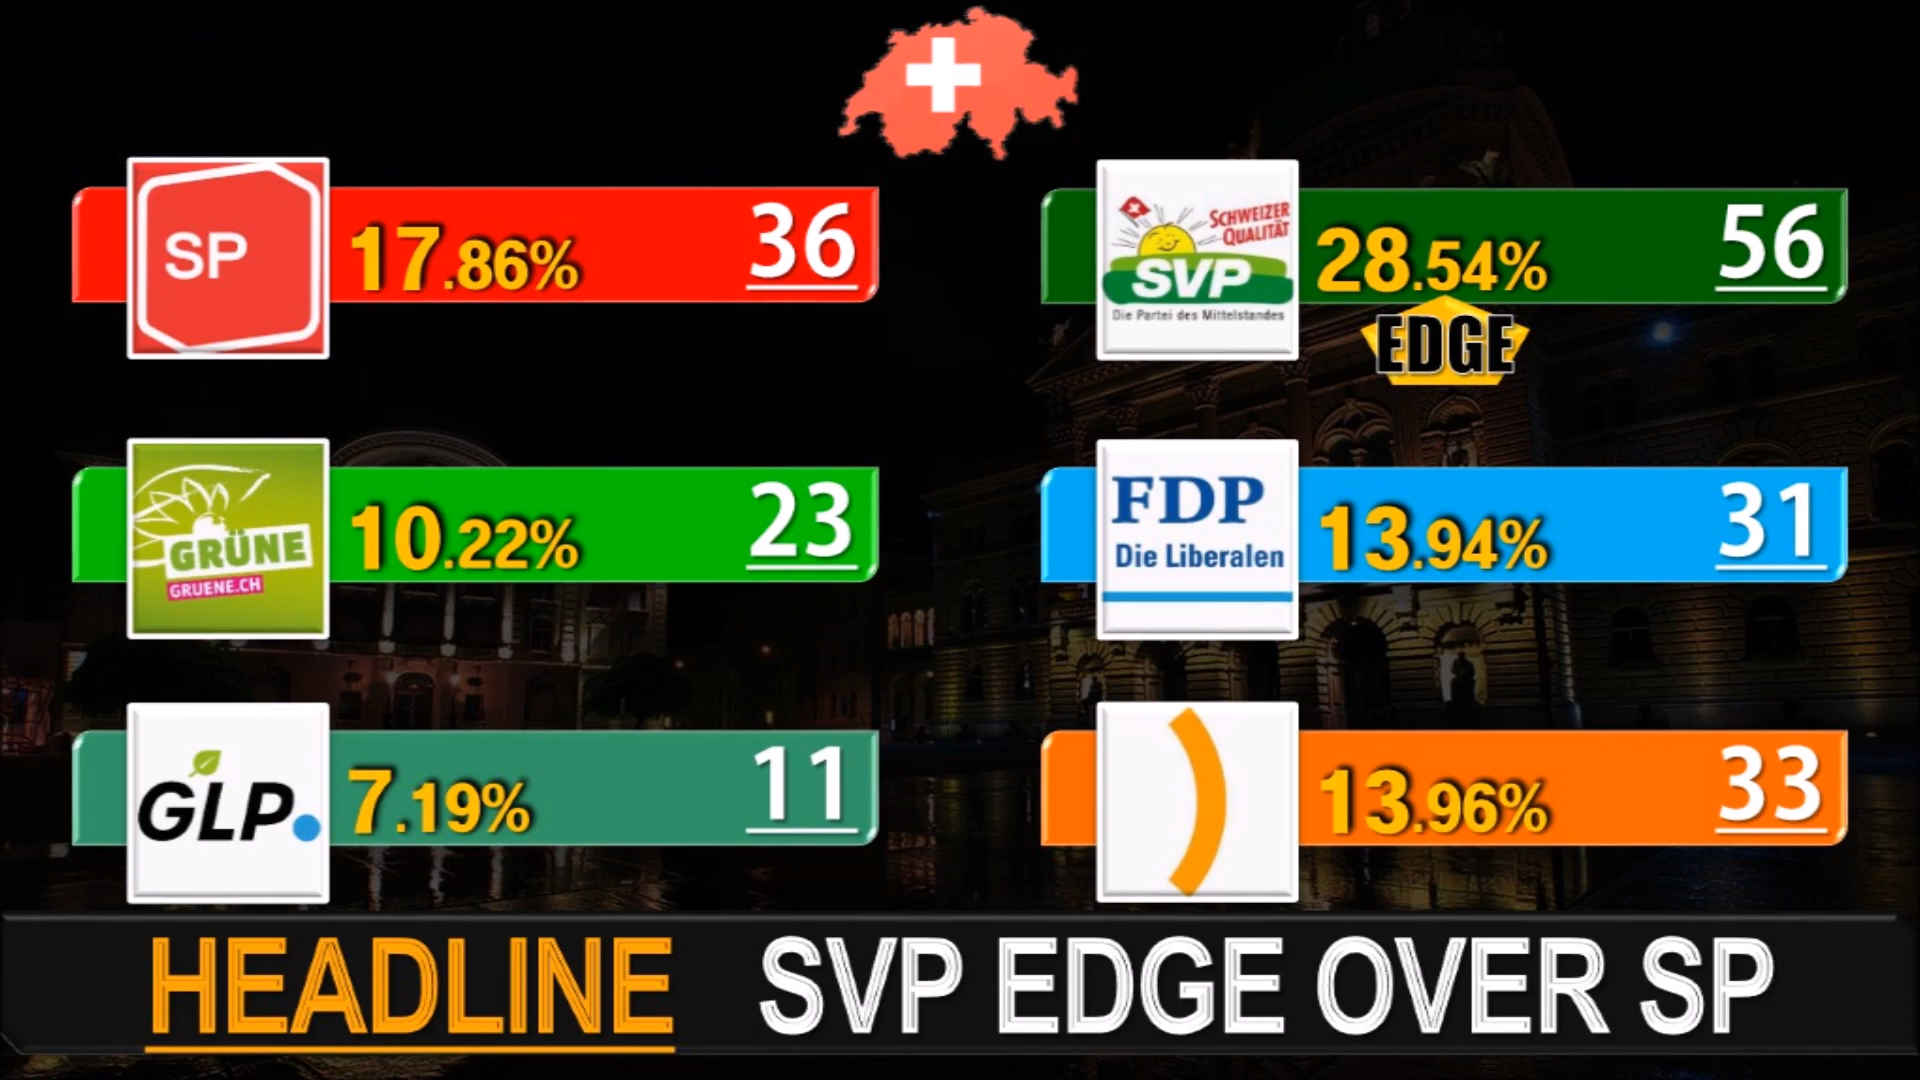 SP
17.86%
36
SCHWEIZER
QUALITÄT
SVP
Die Partei des Mittelstandes
28.54%
56
EDGE
GRÜNE
GRUENE.CH
10.22%
23
FDP
Die Liberalen
13.94%
31
GLP.
7.19%
11
13.96%
33
HEADLINE SVP EDGE OVER SP